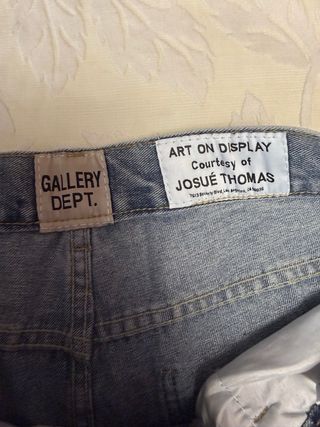 GALLERY
DEPT.
ART ON DISPLAY
Courtesy of
JOSUÉ THOMAS